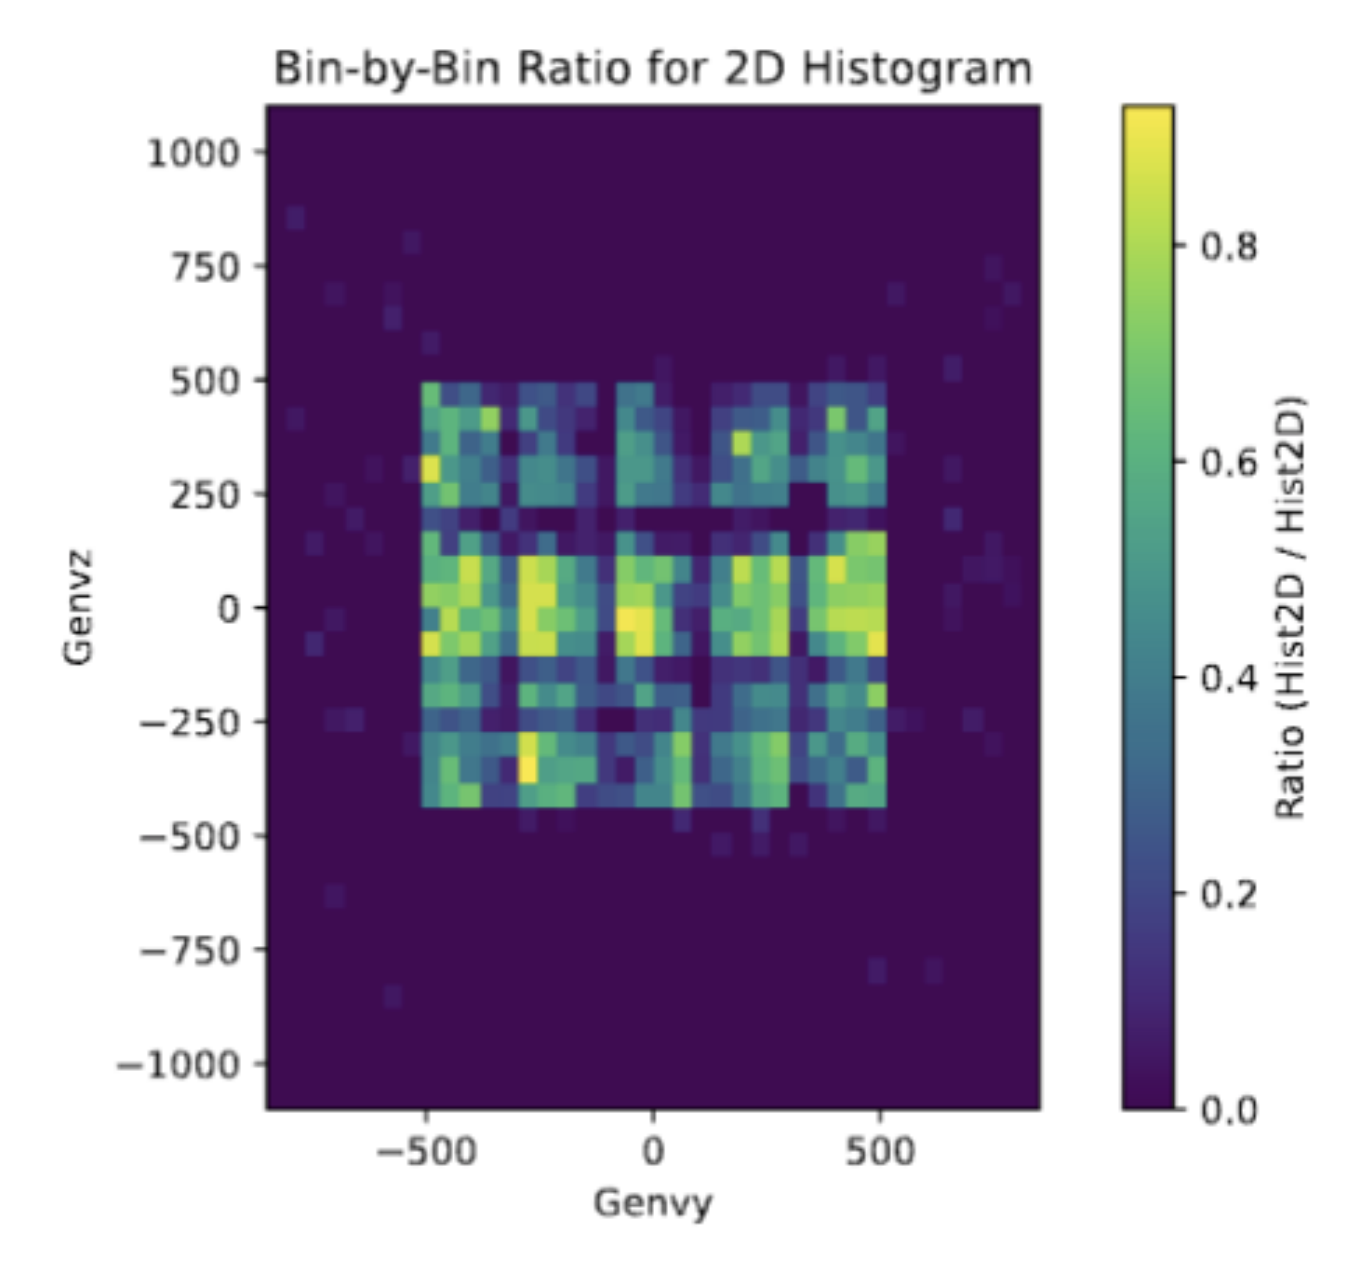 Bin-by-Bin Ratio for 2D Histogram
1000
750
500
250
0
−250
−500
−750
−1000
Genvz
−500 0 500
Genvy
0.8
0.6
0.4
0.2
0.0
Ratio (Hist2D / Hist2D)